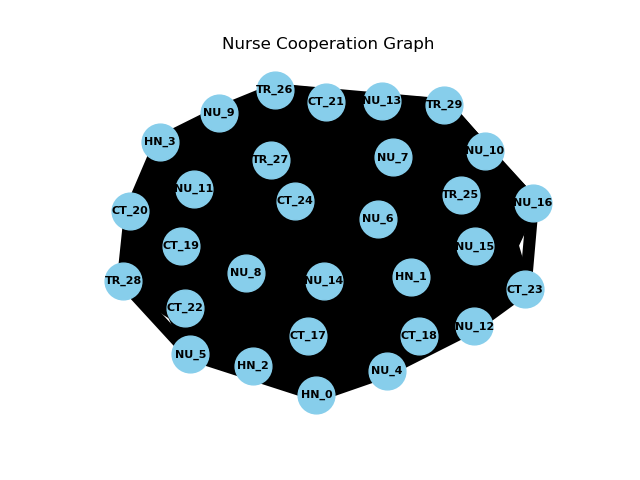 Nurse Cooperation Graph
TR_26
CT_21
NU_13
TR_29
NU_9
HN_3
NU_10
TR_27
NU_7
NU_11
TR_25
CT_24
NU_16
CT_20
NU_6
CT_19
NU_15
NU_8
HN_1
TR_28
NU_14
CT_23
CT_22
NU_12
CT_17
CT_18
NU_5
HN_2
NU_4
HN_0